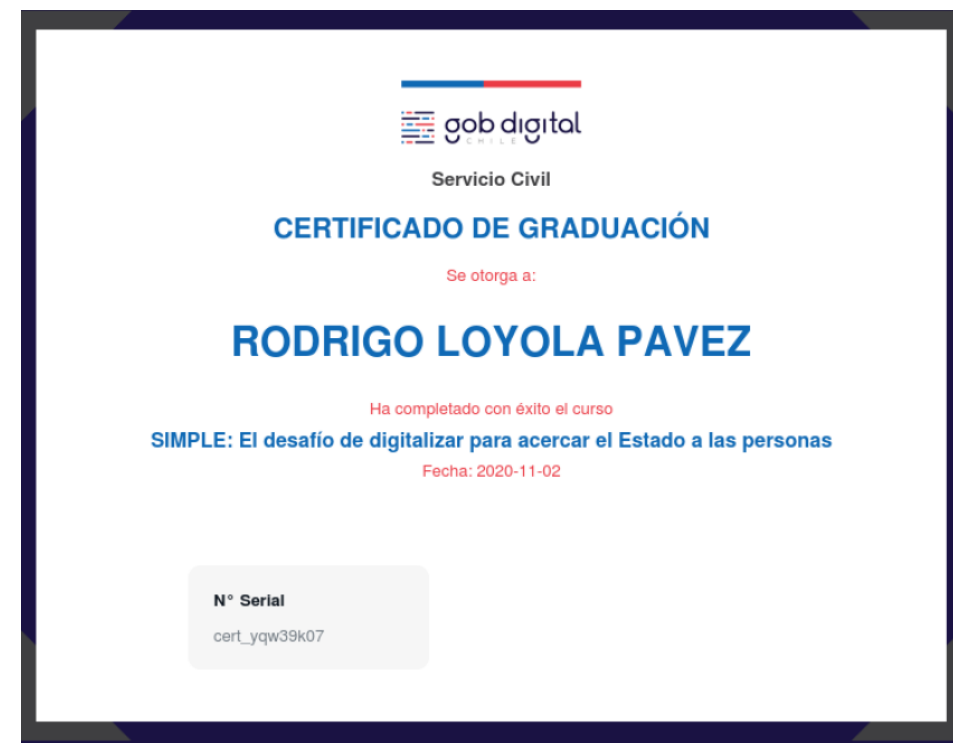 gob digital
CHILE
Servicio Civil
CERTIFICADO DE GRADUACIÓN
Se otorga a:
RODRIGO LOYOLA PAVEZ
Ha completado con éxito el curso
SIMPLE: El desafío de digitalizar para acercar el Estado a las personas
Fecha: 2020-11-02
N° Serial
cert_yqw39k07